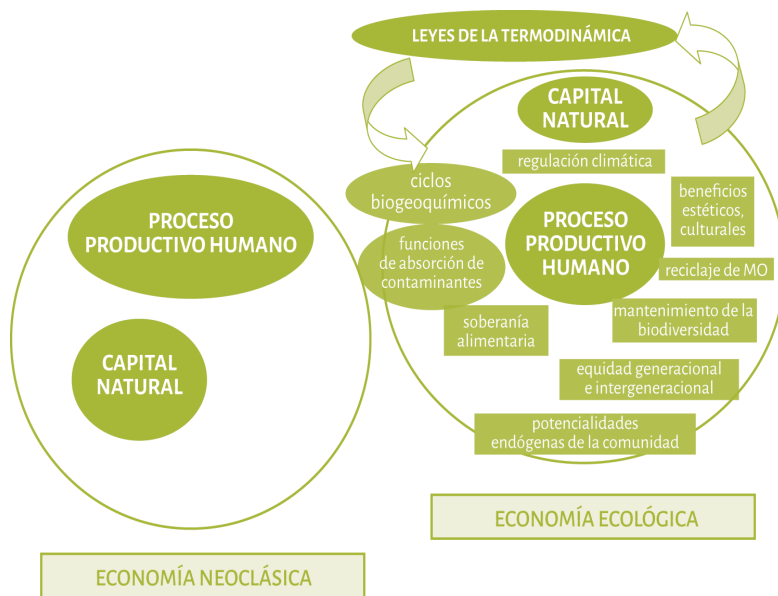 LEYES DE LA TERMODINÁMICA
CAPITAL
NATURAL
regulación climática
ciclos
biogeoquímicos
beneficios
estéticos,
culturales
PROCESO
PRODUCTIVO HUMANO
PROCESO
PRODUCTIVO
HUMANO
funciones
de absorción de
contaminantes
reciclaje de MO
mantenimiento de la
biodiversidad
soberanía
alimentaria
CAPITAL
NATURAL
equidad generacional
e intergeneracional
potencialidades
endógenas de la comunidad
ECONOMÍA ECOLÓGICA
ECONOMÍA NEOCLÁSICA